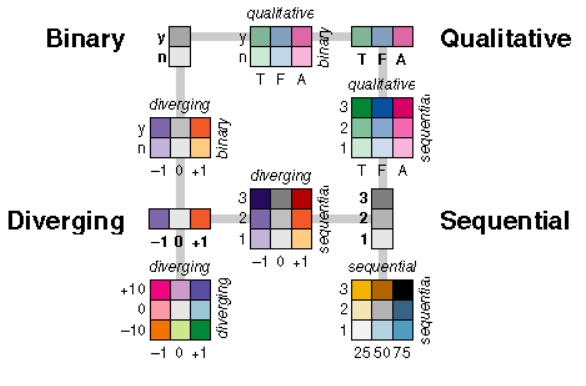 qualitative
Binary
y
n
y
n
binary
T F A
T F A
Qualitative
qualitative
3
2
1
sequential
T F A
diverging
y
n
binary
–1 0 +1
diverging
3
2
1
sequential
–1 0 +1
Diverging
–1 0 +1
3
2
1
Sequential
diverging
+10
0
–10
diverging
–1 0 +1
sequential
3
2
1
sequential
25 50 75